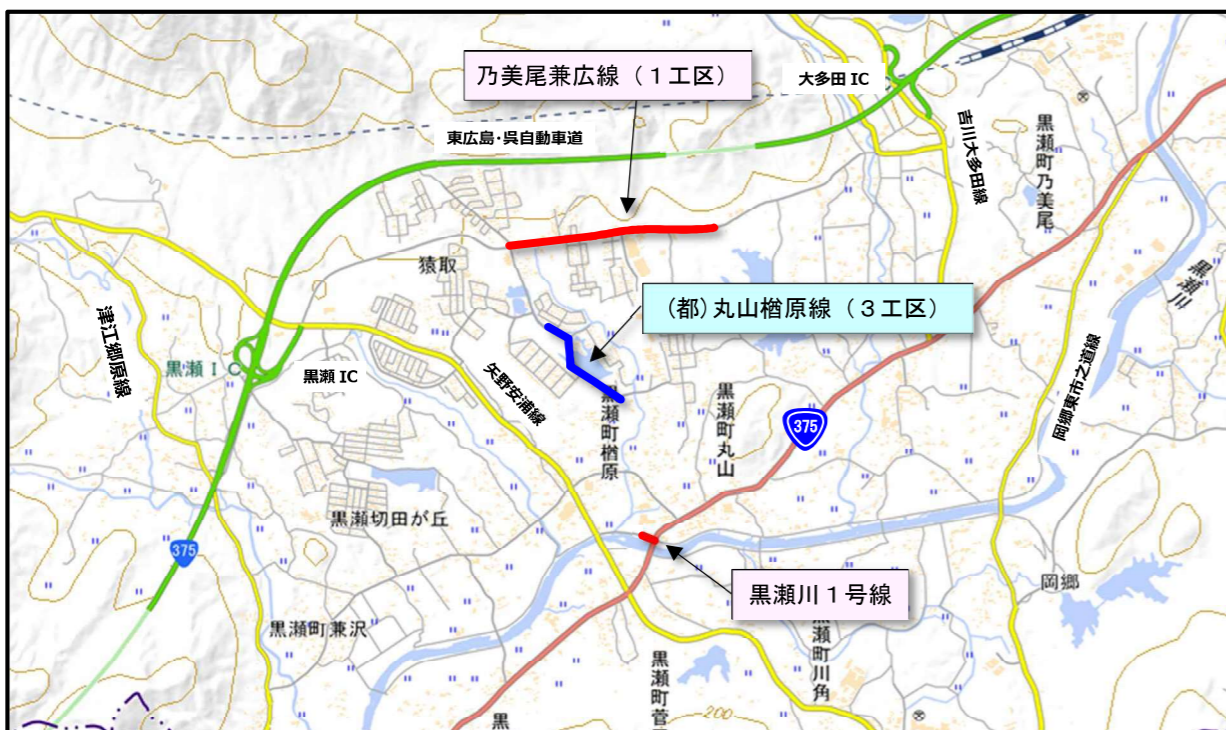 乃美尾兼広線（１工区）
大多田 IC
東広島・呉自動車道
吉川大多田線
黒瀬町乃美尾
黒瀬川
猿取
(都)丸山楢原線（３工区）
津江郷原線
黒瀬ＩＣ
黒瀬 IC
矢野安浦線
黒瀬町楢原
黒瀬町丸山
375
岡郷東市之道線
黒瀬切田が丘
375
黒瀬川１号線
岡郷
黒瀬町兼沢
黒瀬町川角
黒瀬町菅
200
黒